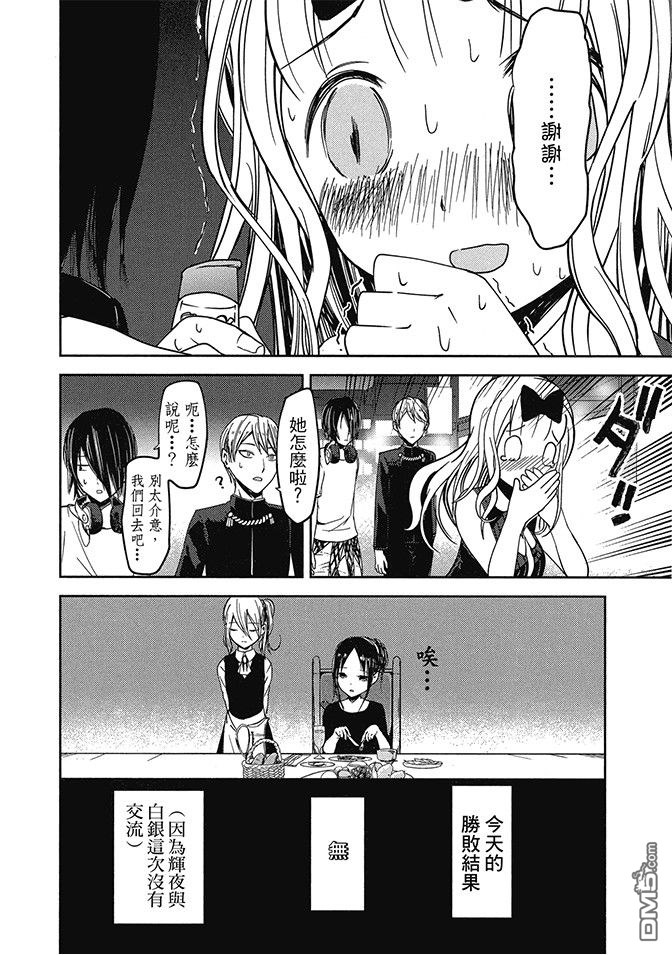 ……謝謝…
ダッ
她怎麼啦？
呃…怎麼
說呢…？
別太介意，
我們回去吧…
唉…
今天的
勝敗結果
無
（因為輝夜與
白銀這次沒有
交流）
DM5.com